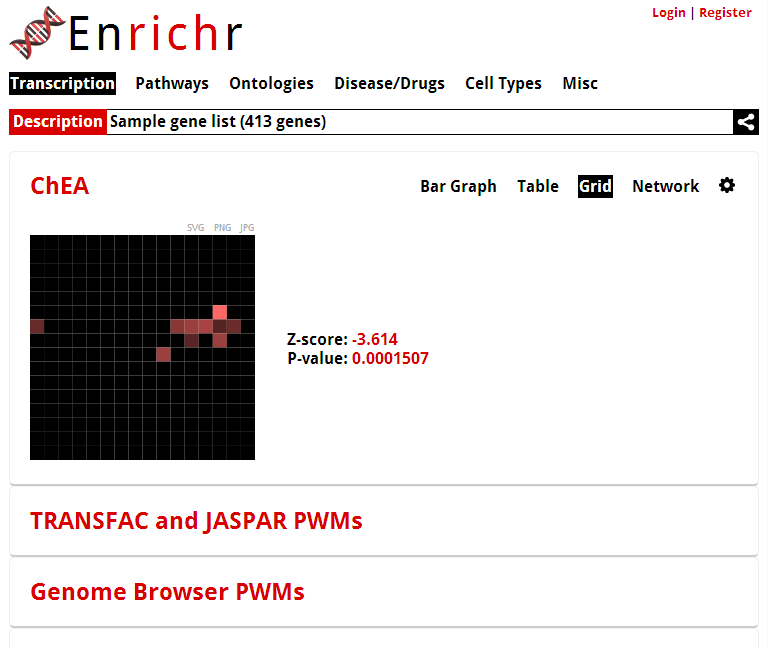 Login | Register
Enrichr
Transcription Pathways Ontologies Disease/Drugs Cell Types Misc
Description Sample gene list (413 genes)
ChEA Bar Graph Table Grid Network
SVG PNG JPG
Z-score: -3.614
P-value: 0.0001507
TRANSFAC and JASPAR PWMs
Genome Browser PWMs